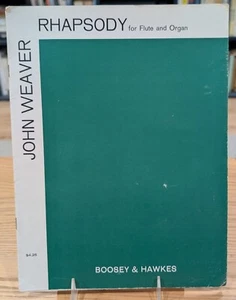 RHAPSODY for Flute and Organ
JOHN WEAVER
BOOSEY & HAWKES